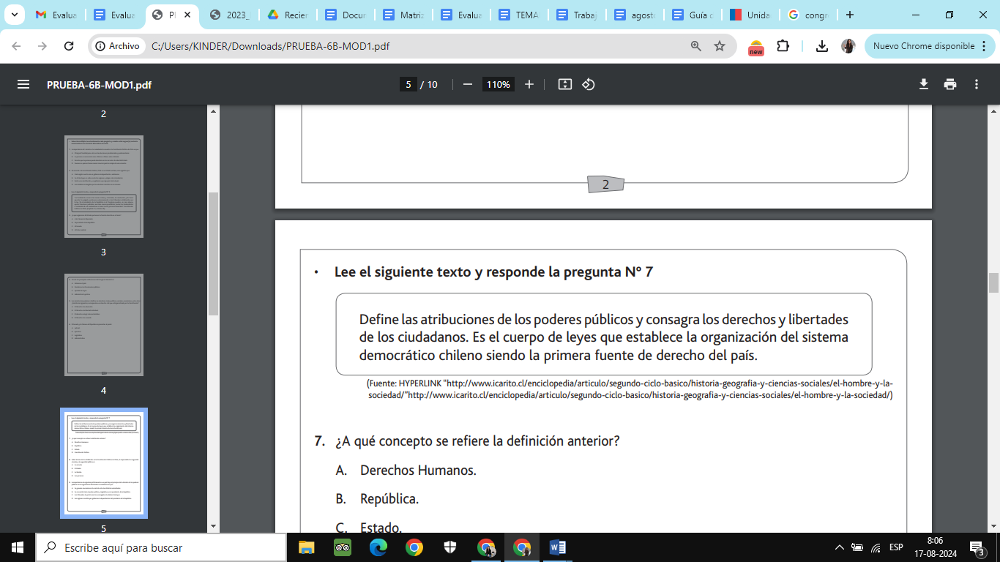 Evalua
Evalua
Pl
2023_
Recier
Docur
Matriz
Evalua
TEMA
Trabaj
agost
Guía c
Unida
congr
Archivo
C:/Users/KINDER/Downloads/PRUEBA-6B-MOD1.pdf
new
Nuevo Chrome disponible
PRUEBA-6B-MOD1.pdf
5 / 10
110%
2
3
4
5
2
• Lee el siguiente texto y responde la pregunta Nº 7
Define las atribuciones de los poderes públicos y consagra los derechos y libertades
de los ciudadanos. Es el cuerpo de leyes que establece la organización del sistema
democrático chileno siendo la primera fuente de derecho del país.
(Fuente: HYPERLINK "http://www.icarito.cl/enciclopedia/articulo/segundo-ciclo-basico/historia-geografia-y-ciencias-sociales/el-hombre-y-la-
sociedad/"http://www.icarito.cl/enciclopedia/articulo/segundo-ciclo-basico/historia-geografia-y-ciencias-sociales/el-hombre-y-la-sociedad/)
7. ¿A qué concepto se refiere la definición anterior?
A. Derechos Humanos.
B. República.
C. Estado.
Escribe aquí para buscar
ESP
8:06
17-08-2024
3